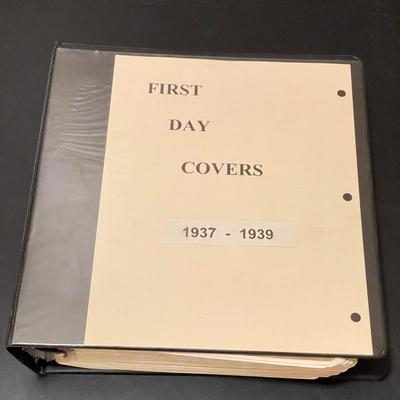 FIRST
DAY
COVERS
1937 - 1939